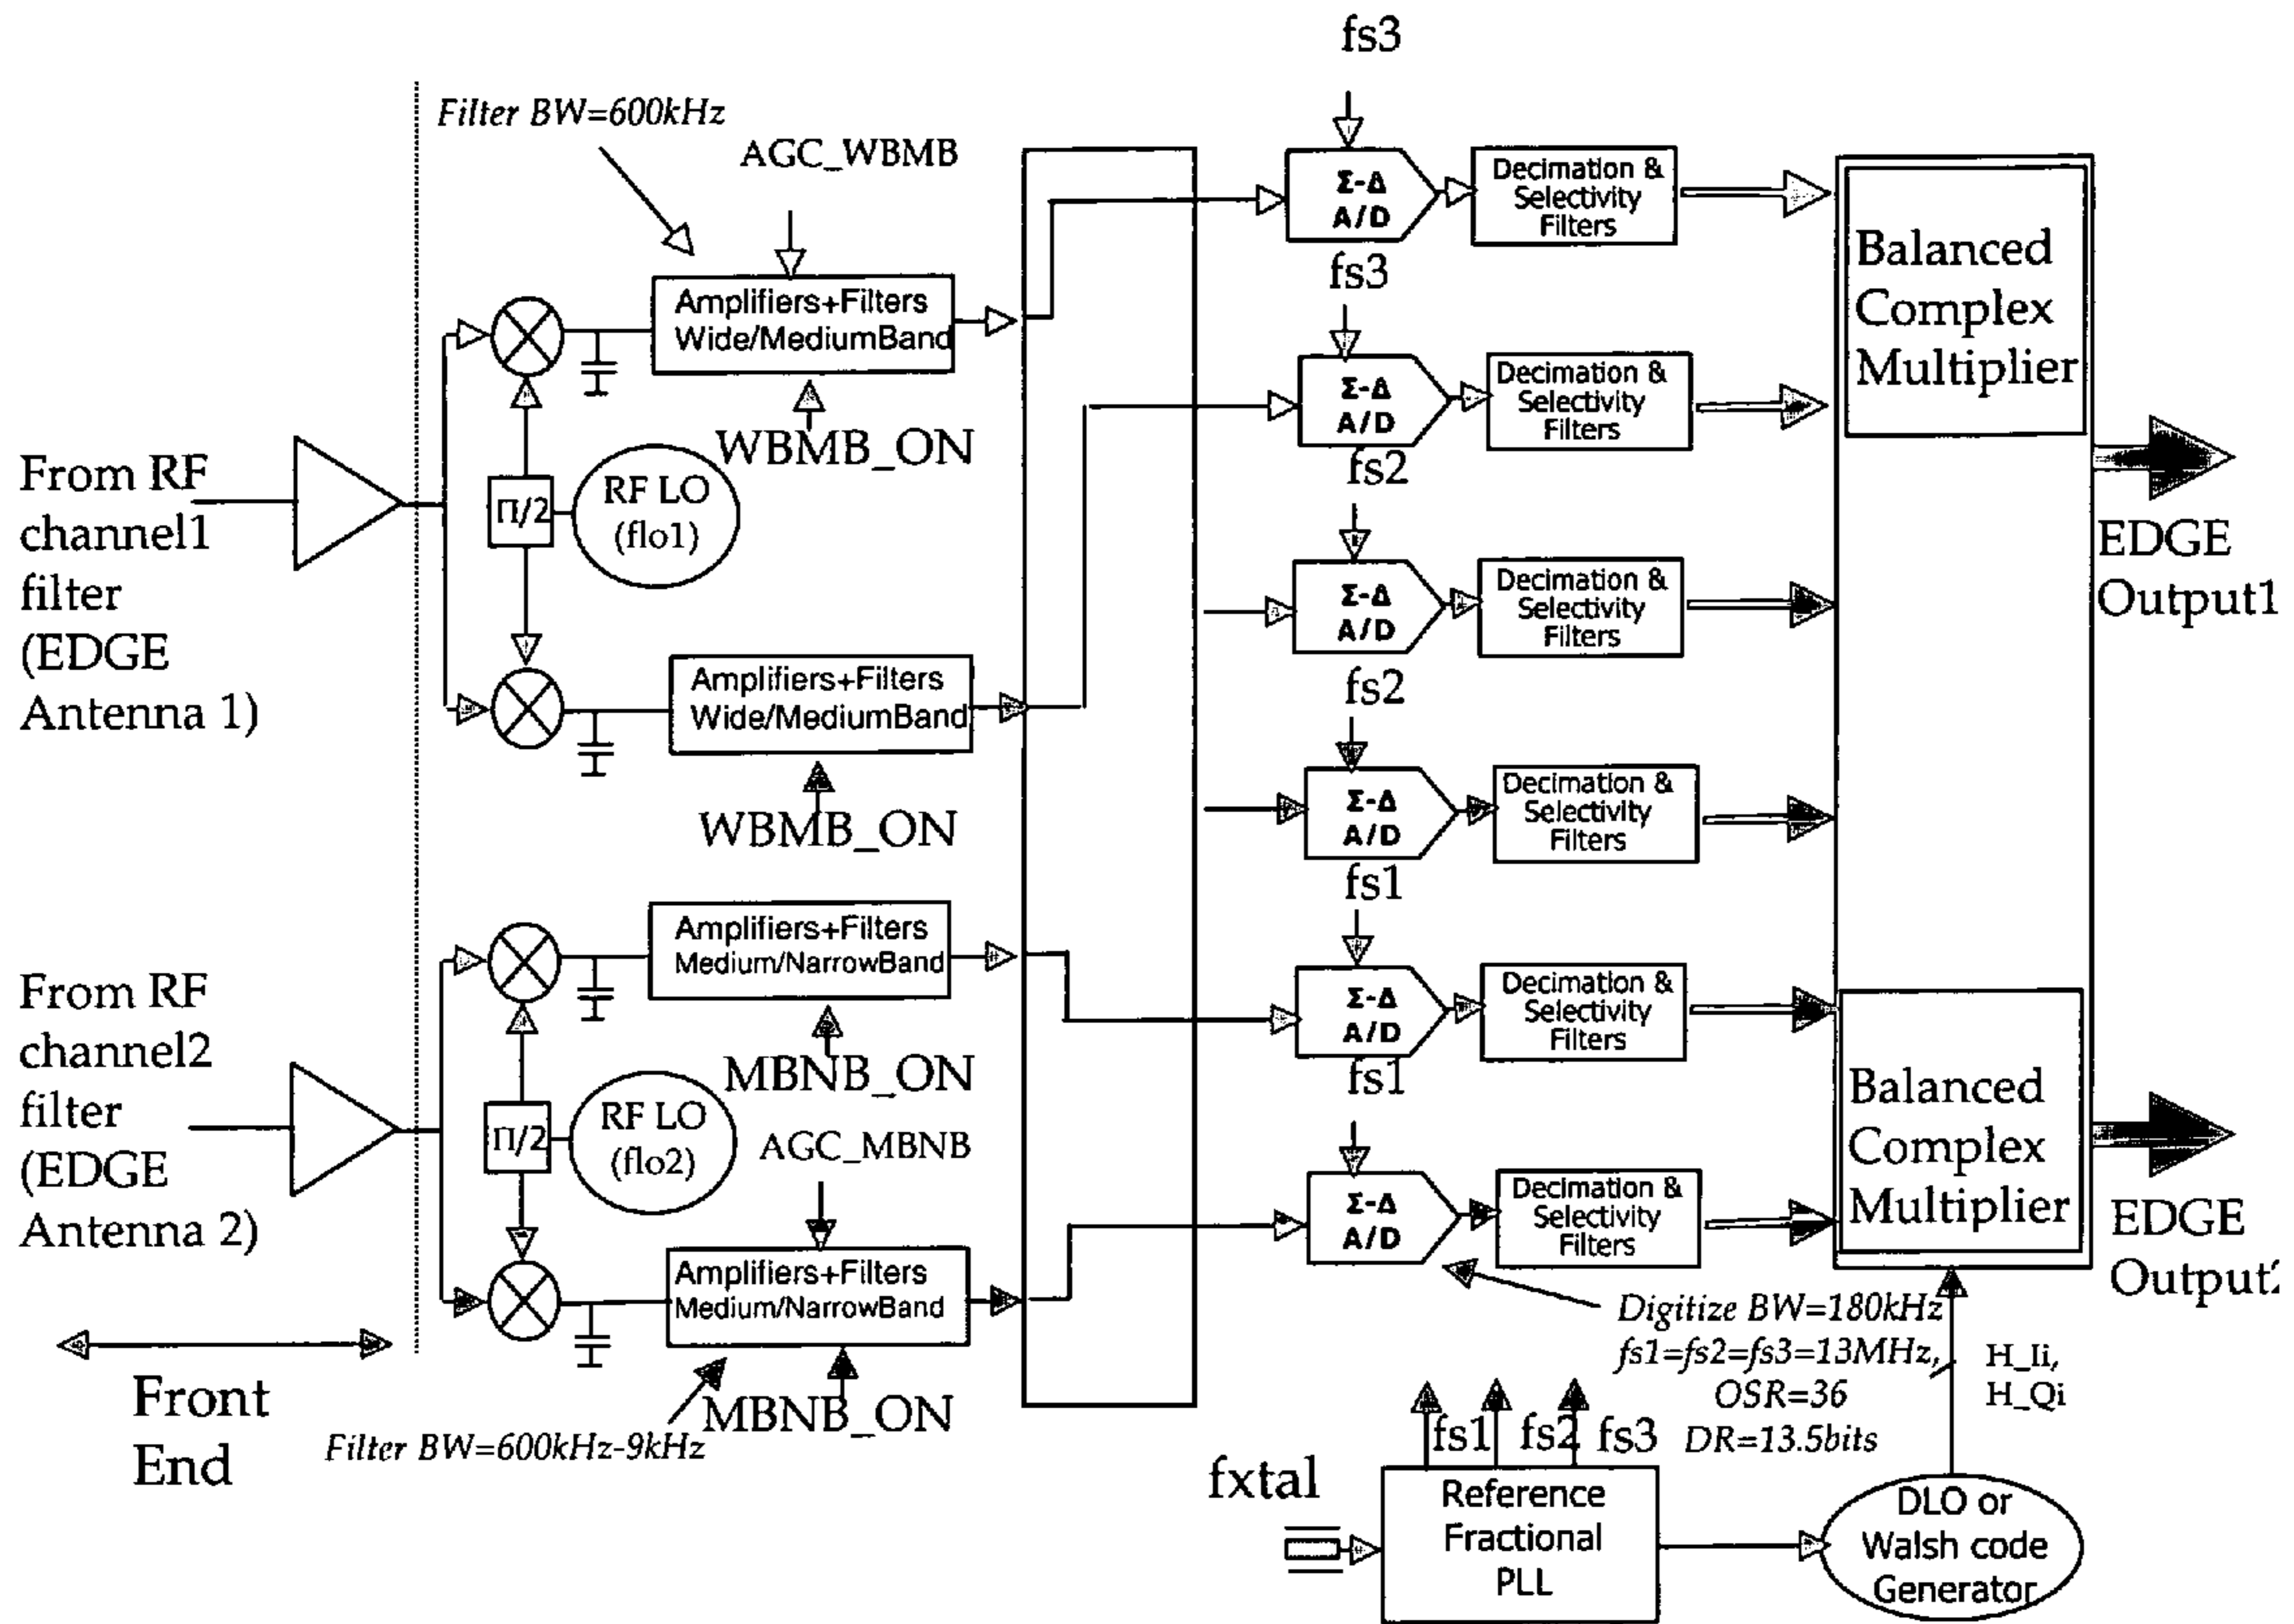 fs3
Filter BW=600kHz
AGC_WBMB
Σ-Δ
A/D
Decimation &
Selectivity
Filters
Balanced
Complex
Multiplier
fs3
Amplifiers+Filters
Wide/MediumBand
Σ-Δ
A/D
Decimation &
Selectivity
Filters
WBMB_ON
From RF
channel1
filter
(EDGE
Antenna 1)
Π/2
RF LO
(flo1)
fs2
Σ-Δ
A/D
Decimation &
Selectivity
Filters
EDGE
Output1
Amplifiers+Filters
Wide/MediumBand
fs2
WBMB_ON
Σ-Δ
A/D
Decimation &
Selectivity
Filters
fs1
Amplifiers+Filters
Medium/NarrowBand
Σ-Δ
A/D
Decimation &
Selectivity
Filters
MBNB_ON
From RF
channel2
filter
(EDGE
Antenna 2)
Π/2
RF LO
(flo2)
AGC_MBNB
fs1
Balanced
Complex
Multiplier
Σ-Δ
A/D
Decimation &
Selectivity
Filters
EDGE
Amplifiers+Filters
Medium/NarrowBand
MBNB_ON
Filter BW=600kHz-9kHz
Front
End
Digitize BW=180kHz
fs1=fs2=fs3=13MHz,
OSR=36
DR=13.5bits
H_Ii,
H_Qi
fs1 fs2 fs3
fxtal
Reference
Fractional
PLL
DLO or
Walsh code
Generator